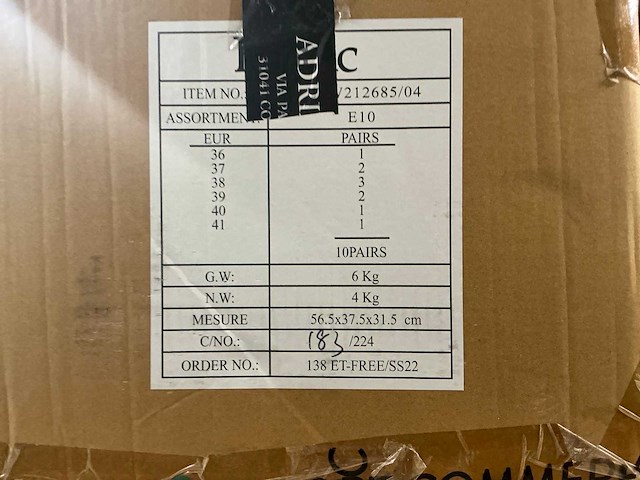 ADRI
VIA PA
31041 CO
ITEM NO.: /212685/04
ASSORTMENT: E10
EUR PAIRS
36 1
37 2
38 3
39 2
40 1
41 1
10PAIRS
G.W: 6 Kg
N.W: 4 Kg
MESURE 56.5x37.5x31.5 cm
C/NO.: 183 /224
ORDER NO.: 138 ET-FREE/SS22